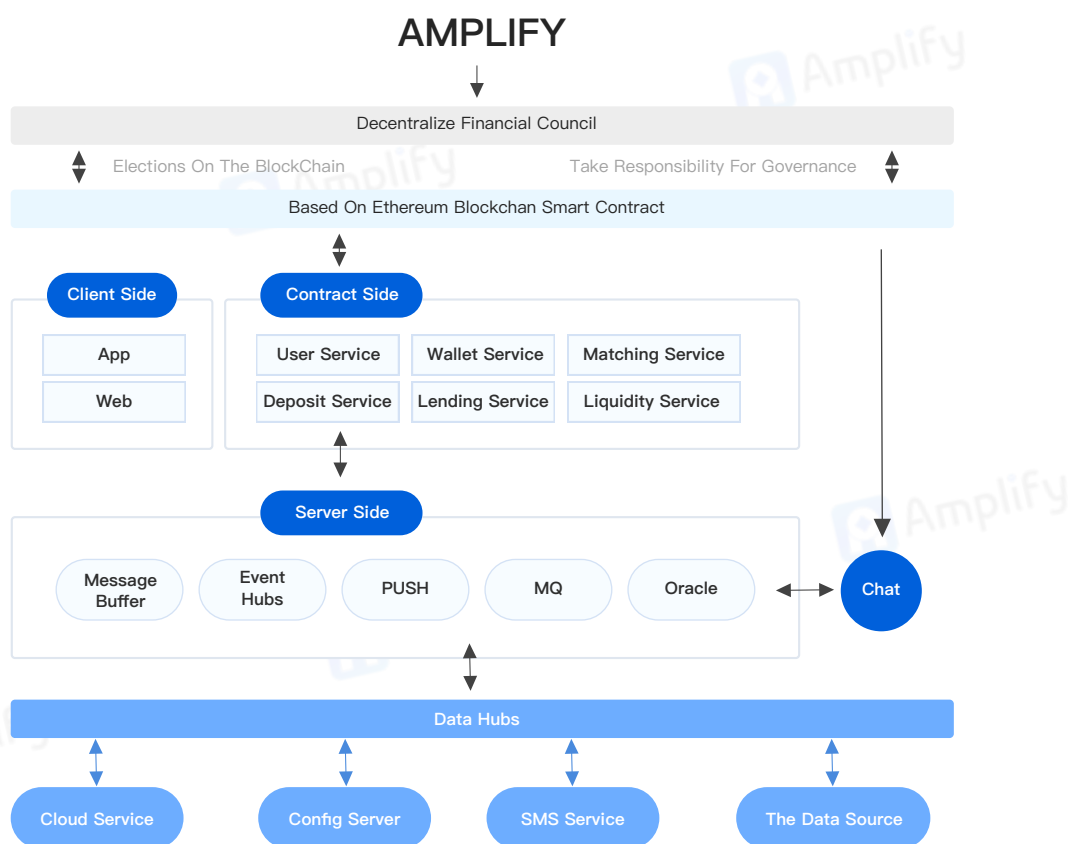 AMPLIFY
Amplify
Decentralize Financial Council
Elections On The BlockChain
Take Responsibility For Governance
Amplify
Based On Ethereum Blockchan Smart Contract
Client Side
Contract Side
App
User Service
Wallet Service
Matching Service
Web
Deposit Service
Lending Service
Liquidity Service
Server Side
Amplify
Message
Buffer
Event
Hubs
PUSH
MQ
Oracle
Chat
Data Hubs
Cloud Service
Config Server
SMS Service
The Data Source